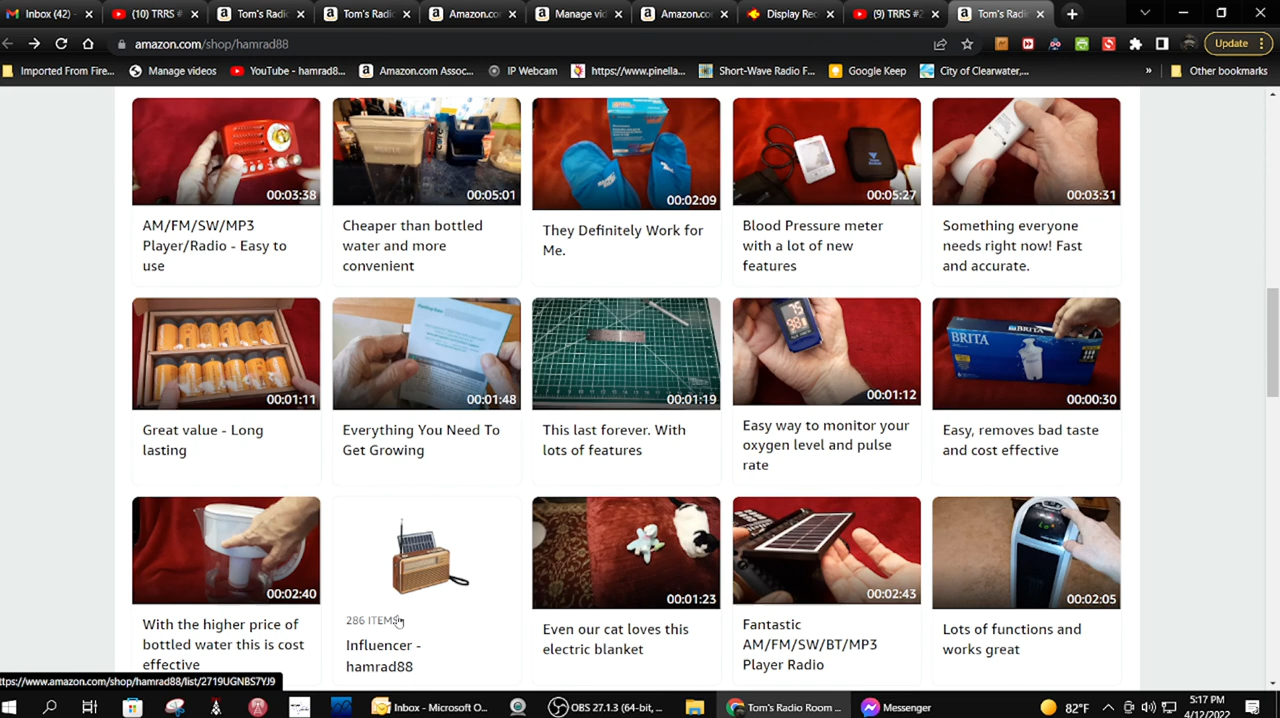 Inbox (42) -
(10) TRRS #
Tom's Radi
Tom's Radi
Amazon.c
Manage vi
Amazon.c
Display Re
(9) TRRS #2
Tom's Radi
amazon.com/shop/hamrad88
Update
Imported From Fire...
Manage videos
YouTube - hamrad8...
Amazon.com Assoc...
IP Webcam
https://www.pinella...
Short-Wave Radio F...
Google Keep
City of Clearwater,...
»
Other bookmarks
00:03:38
00:05:01
00:02:09
00:05:27
00:03:31
AM/FM/SW/MP3
Player/Radio - Easy to
use
Cheaper than bottled
water and more
convenient
They Definitely Work for
Me.
Blood Pressure meter
with a lot of new
features
Something everyone
needs right now! Fast
and accurate.
BRITA
BRITA
00:01:11
00:01:48
00:01:19
00:01:12
00:00:30
Great value - Long
lasting
Everything You Need To
Get Growing
This last forever. With
lots of features
Easy way to monitor your
oxygen level and pulse
rate
Easy, removes bad taste
and cost effective
00:02:40
00:01:23
00:02:43
00:02:05
With the higher price of
bottled water this is cost
effective
286 ITEMS
Influencer -
hamrad88
Even our cat loves this
electric blanket
Fantastic
AM/FM/SW/BT/MP3
Player Radio
Lots of functions and
works great
ttps://www.amazon.com/shop/hamrad88/list/2719UGNBS7YJ9
Inbox - Microsoft O...
OBS 27.1.3 (64-bit, ...
Tom's Radio Room ...
Messenger
82°F
5:17 PM
4/12/2022